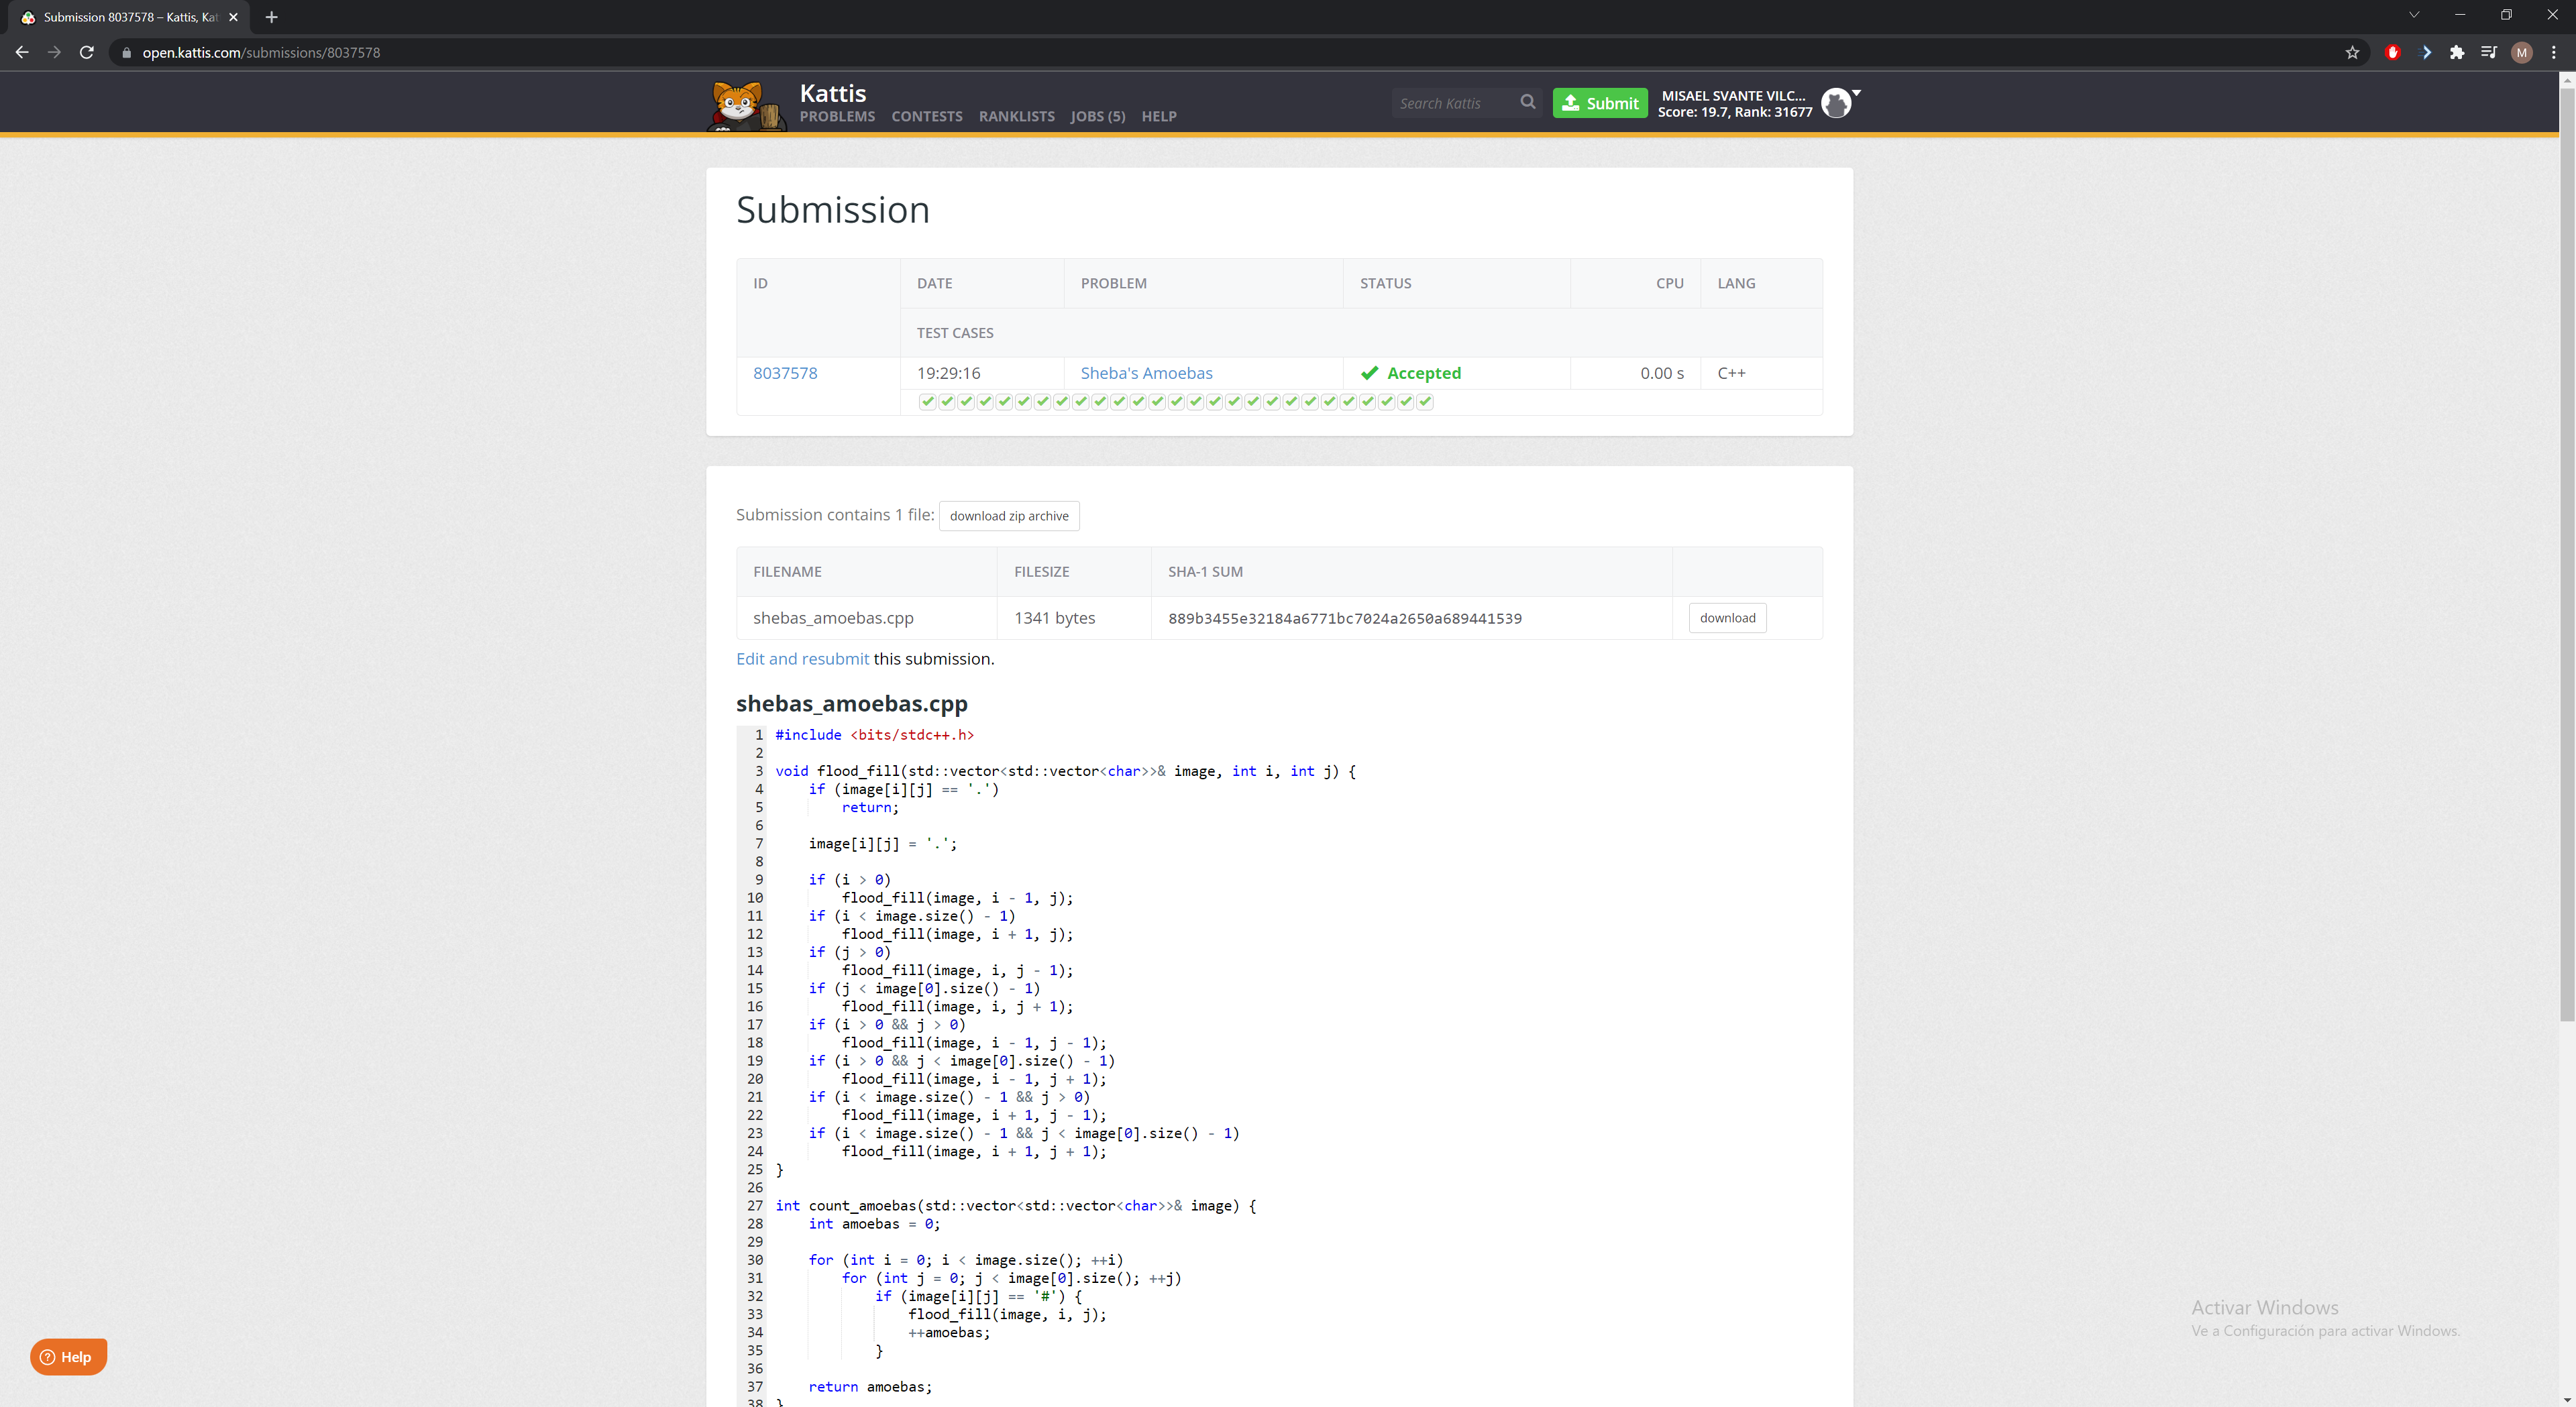 Submission 8037578 – Kattis, Kat
open.kattis.com/submissions/8037578
M
Kattis
PROBLEMS CONTESTS RANKLISTS JOBS (5) HELP
Search Kattis
Submit
MISAEL SVANTE VILC...
Score: 19.7, Rank: 31677
Submission
ID DATE PROBLEM STATUS CPU LANG
TEST CASES
8037578 19:29:16 Sheba's Amoebas Accepted 0.00 s C++
Submission contains 1 file: download zip archive
FILENAME FILESIZE SHA-1 SUM
shebas_amoebas.cpp 1341 bytes 889b3455e32184a6771bc7024a2650a689441539 download
Edit and resubmit this submission.
shebas_amoebas.cpp
1 #include <bits/stdc++.h>
2
3 void flood_fill(std::vector<std::vector<char>>& image, int i, int j) {
4     if (image[i][j] == '.')
5         return;
6
7     image[i][j] = '.';
8
9     if (i > 0)
10         flood_fill(image, i - 1, j);
11     if (i < image.size() - 1)
12         flood_fill(image, i + 1, j);
13     if (j > 0)
14         flood_fill(image, i, j - 1);
15     if (j < image[0].size() - 1)
16         flood_fill(image, i, j + 1);
17     if (i > 0 && j > 0)
18         flood_fill(image, i - 1, j - 1);
19     if (i > 0 && j < image[0].size() - 1)
20         flood_fill(image, i - 1, j + 1);
21     if (i < image.size() - 1 && j > 0)
22         flood_fill(image, i + 1, j - 1);
23     if (i < image.size() - 1 && j < image[0].size() - 1)
24         flood_fill(image, i + 1, j + 1);
25 }
26
27 int count_amoebas(std::vector<std::vector<char>>& image) {
28     int amoebas = 0;
29
30     for (int i = 0; i < image.size(); ++i)
31         for (int j = 0; j < image[0].size(); ++j)
32             if (image[i][j] == '#') {
33                 flood_fill(image, i, j);
34                 ++amoebas;
35             }
36
37     return amoebas;
38 }
Activar Windows
Ve a Configuración para activar Windows.
Help